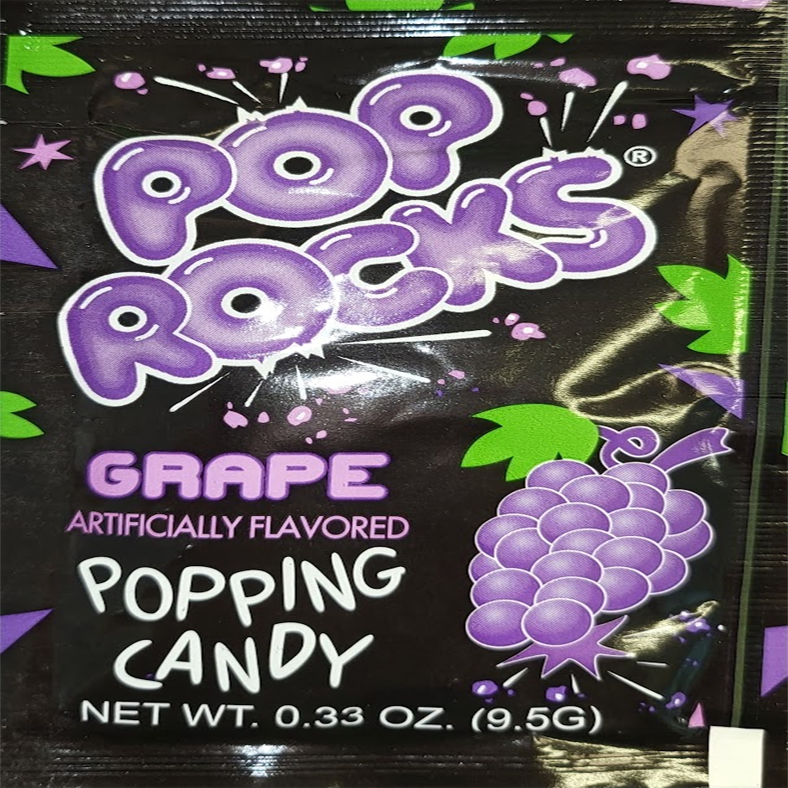 POP
ROCKS®
GRAPE
ARTIFICIALLY FLAVORED
POPPING
CANDY
NET WT. 0.33 OZ. (9.5G)